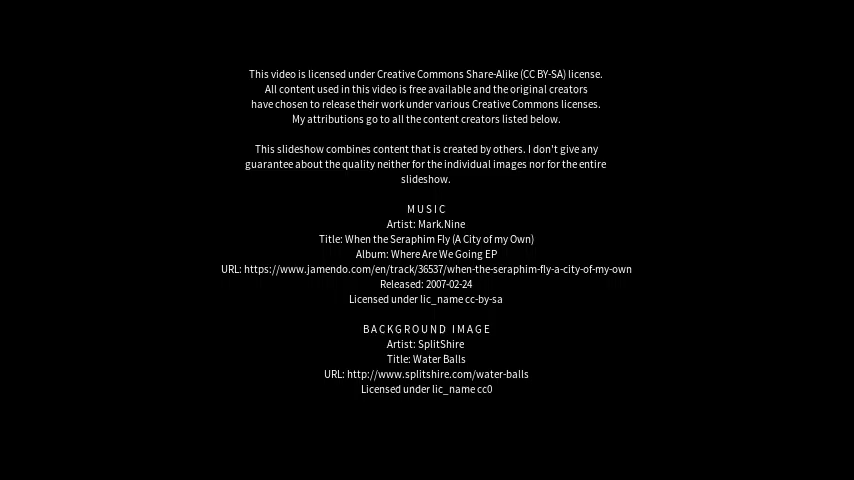 This video is licensed under Creative Commons Share-Alike (CC BY-SA) license.
All content used in this video is free available and the original creators
have chosen to release their work under various Creative Commons licenses.
My attributions go to all the content creators listed below.
This slideshow combines content that is created by others. I don't give any
guarantee about the quality neither for the individual images nor for the entire
slideshow.
MUSIC
Artist: Mark.Nine
Title: When the Seraphim Fly (A City of my Own)
Album: Where Are We Going EP
URL: https://www.jamendo.com/en/track/36537/when-the-seraphim-fly-a-city-of-my-own
Released: 2007-02-24
Licensed under lic_name cc-by-sa
BACKGROUND IMAGE
Artist: SplitShire
Title: Water Balls
URL: http://www.splitshire.com/water-balls
Licensed under lic_name cc0